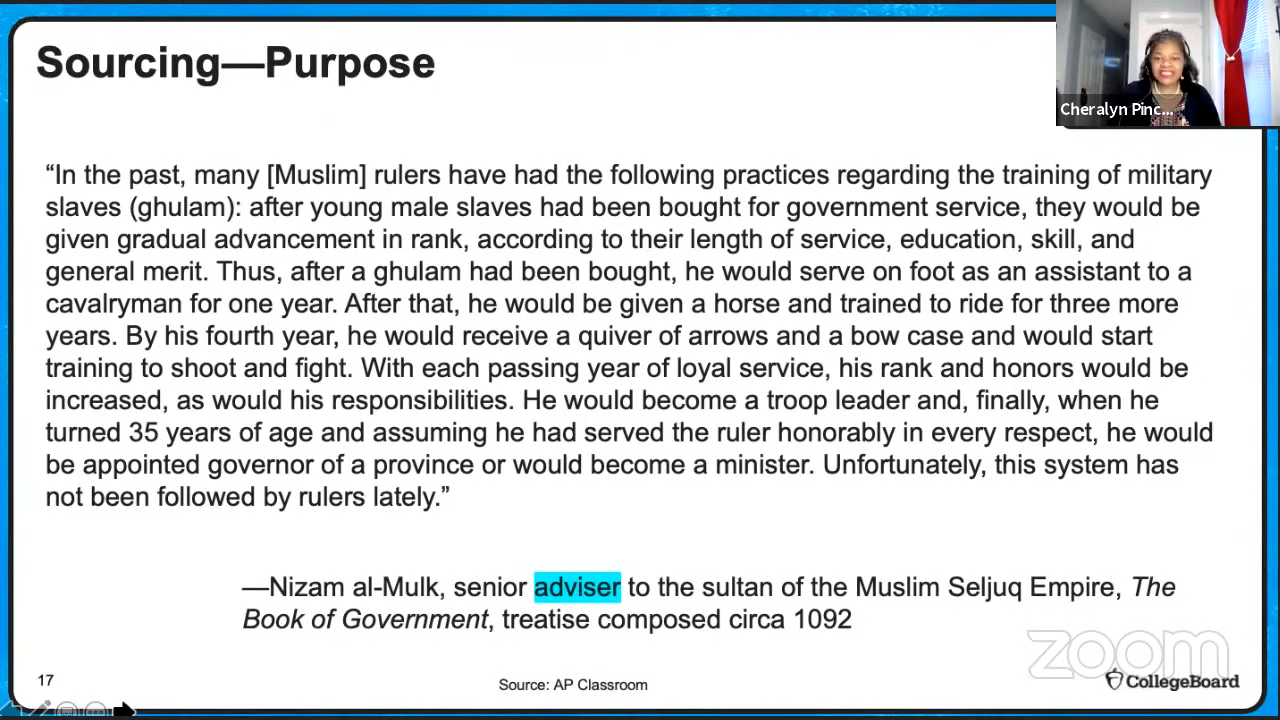 Sourcing—Purpose
Cheralyn Pinc...
“In the past, many [Muslim] rulers have had the following practices regarding the training of military
slaves (ghulam): after young male slaves had been bought for government service, they would be
given gradual advancement in rank, according to their length of service, education, skill, and
general merit. Thus, after a ghulam had been bought, he would serve on foot as an assistant to a
cavalryman for one year. After that, he would be given a horse and trained to ride for three more
years. By his fourth year, he would receive a quiver of arrows and a bow case and would start
training to shoot and fight. With each passing year of loyal service, his rank and honors would be
increased, as would his responsibilities. He would become a troop leader and, finally, when he
turned 35 years of age and assuming he had served the ruler honorably in every respect, he would
be appointed governor of a province or would become a minister. Unfortunately, this system has
not been followed by rulers lately.”
—Nizam al-Mulk, senior adviser to the sultan of the Muslim Seljuq Empire, The
Book of Government, treatise composed circa 1092
zoom
17
Source: AP Classroom
CollegeBoard